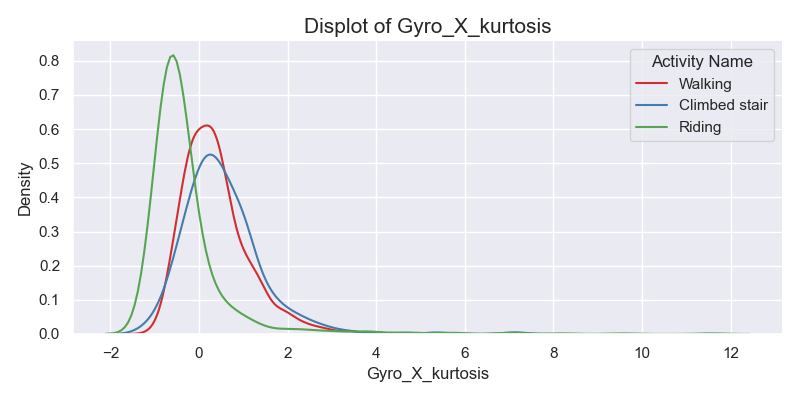 Displot of Gyro_X_kurtosis
Activity Name
Walking
Climbed stair
Riding
Density
0.8
0.7
0.6
0.5
0.4
0.3
0.2
0.1
0.0
−2
0
2
4
6
8
10
12
Gyro_X_kurtosis